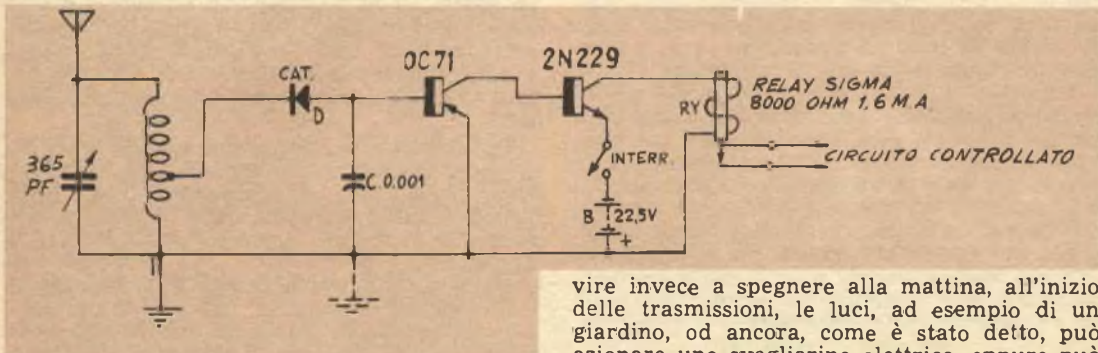 OC71
2N229
CAT.
D
365
PF
C.0.001
INTERR.
B 22,5V
+
RY
RELAY SIGMA
8000 OHM 1,6 M.A
CIRCUITO CONTROLLATO
vire invece a spegnere alla mattina, all'inizio
delle trasmissioni, le luci, ad esempio di un
giardino, od ancora, come è stato detto, può